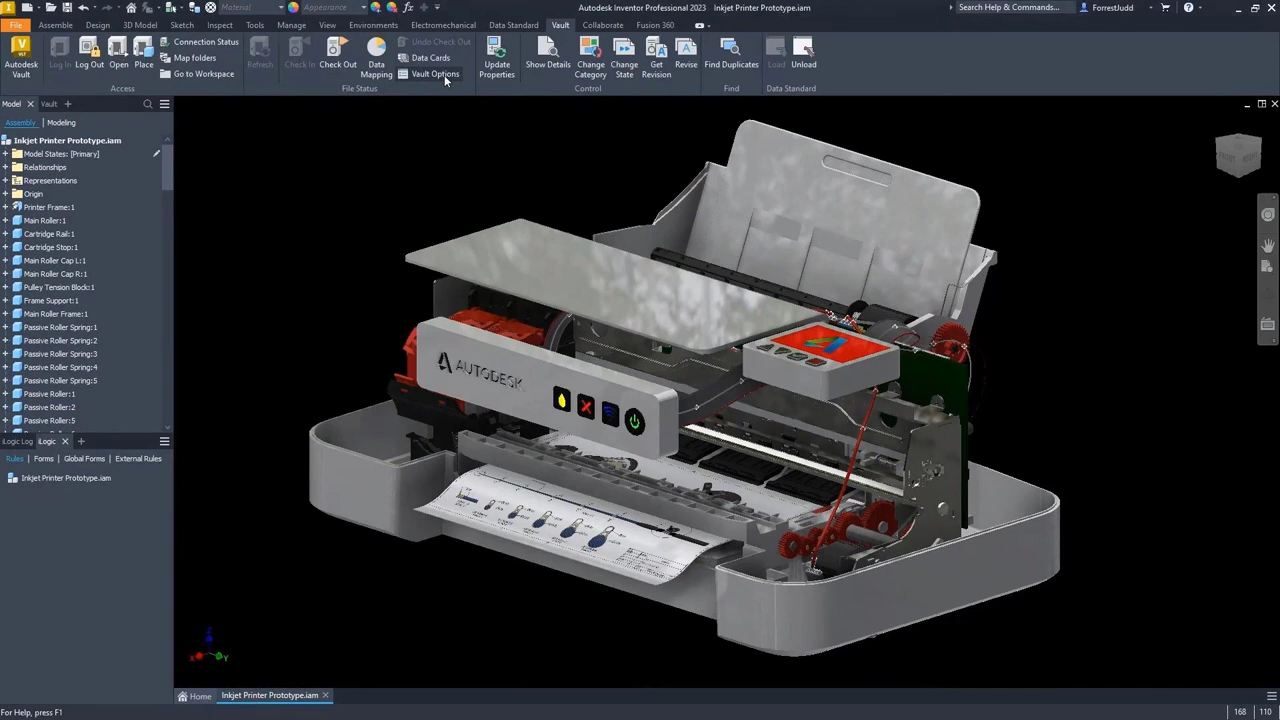 Material
Appearance
Autodesk Inventor Professional 2023 Inkjet Printer Prototype.iam
Search Help & Commands...
ForrestJudd
File
Assemble
Design
3D Model
Sketch
Inspect
Tools
Manage
View
Environments
Electromechanical
Data Standard
Vault
Collaborate
Fusion 360
Autodesk Vault
Log In
Log Out
Open
Place
Connection Status
Map folders
Go to Workspace
Refresh
Check In
Check Out
Data Mapping
Undo Check Out
Data Cards
Vault Options
Update Properties
Show Details
Change Category
Change State
Get Revision
Revise
Find Duplicates
Load
Unload
Access
File Status
Control
Find
Data Standard
Model
Vault
Assembly
Modeling
Inkjet Printer Prototype.iam
Model States: [Primary]
Relationships
Representations
Origin
Printer Frame:1
Main Roller:1
Cartridge Rail:1
Cartridge Stop:1
Main Roller Cap L:1
Main Roller Cap R:1
Pulley Tension Block:1
Frame Support:1
Main Roller Frame:1
Passive Roller Spring:1
Passive Roller Spring:2
Passive Roller Spring:3
Passive Roller Spring:4
Passive Roller Spring:5
Passive Roller:1
Passive Roller:2
Passive Roller:5
iLogic Log
iLogic
Rules
Forms
Global Forms
External Rules
Inkjet Printer Prototype.iam
AUTODESK
Z
X
Y
Home
Inkjet Printer Prototype.iam
For Help, press F1
168
110